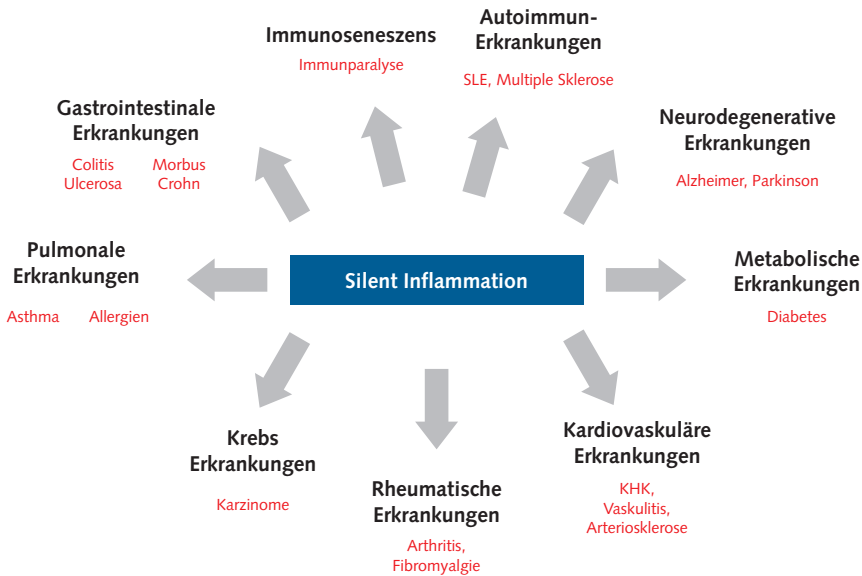 Immunoseneszens
Immunparalyse
Autoimmun-
Erkrankungen
SLE, Multiple Sklerose
Gastrointestinale
Erkrankungen
Colitis
Ulcerosa
Morbus
Crohn
Neurodegenerative
Erkrankungen
Alzheimer, Parkinson
Pulmonale
Erkrankungen
Asthma
Allergien
Silent Inflammation
Metabolische
Erkrankungen
Diabetes
Krebs
Erkrankungen
Karzinome
Rheumatische
Erkrankungen
Arthritis,
Fibromyalgie
Kardiovaskuläre
Erkrankungen
KHK,
Vaskulitis,
Arteriosklerose